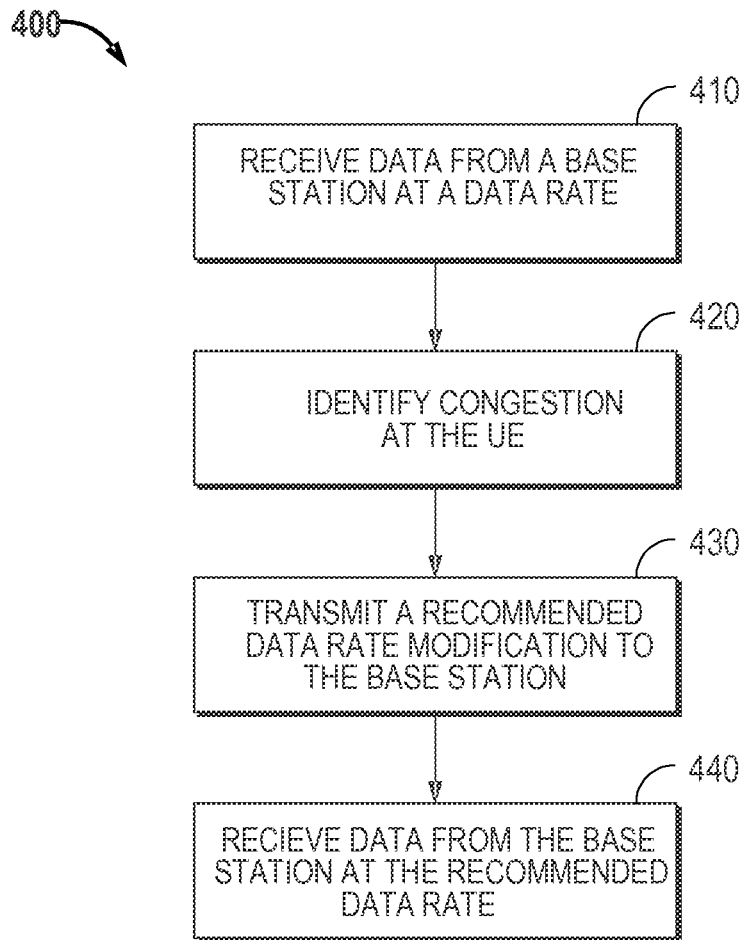 400
410
RECEIVE DATA FROM A BASE
STATION AT A DATA RATE
420
IDENTIFY CONGESTION
AT THE UE
430
TRANSMIT A RECOMMENDED
DATA RATE MODIFICATION TO
THE BASE STATION
440
RECIEVE DATA FROM THE BASE
STATION AT THE RECOMMENDED
DATA RATE